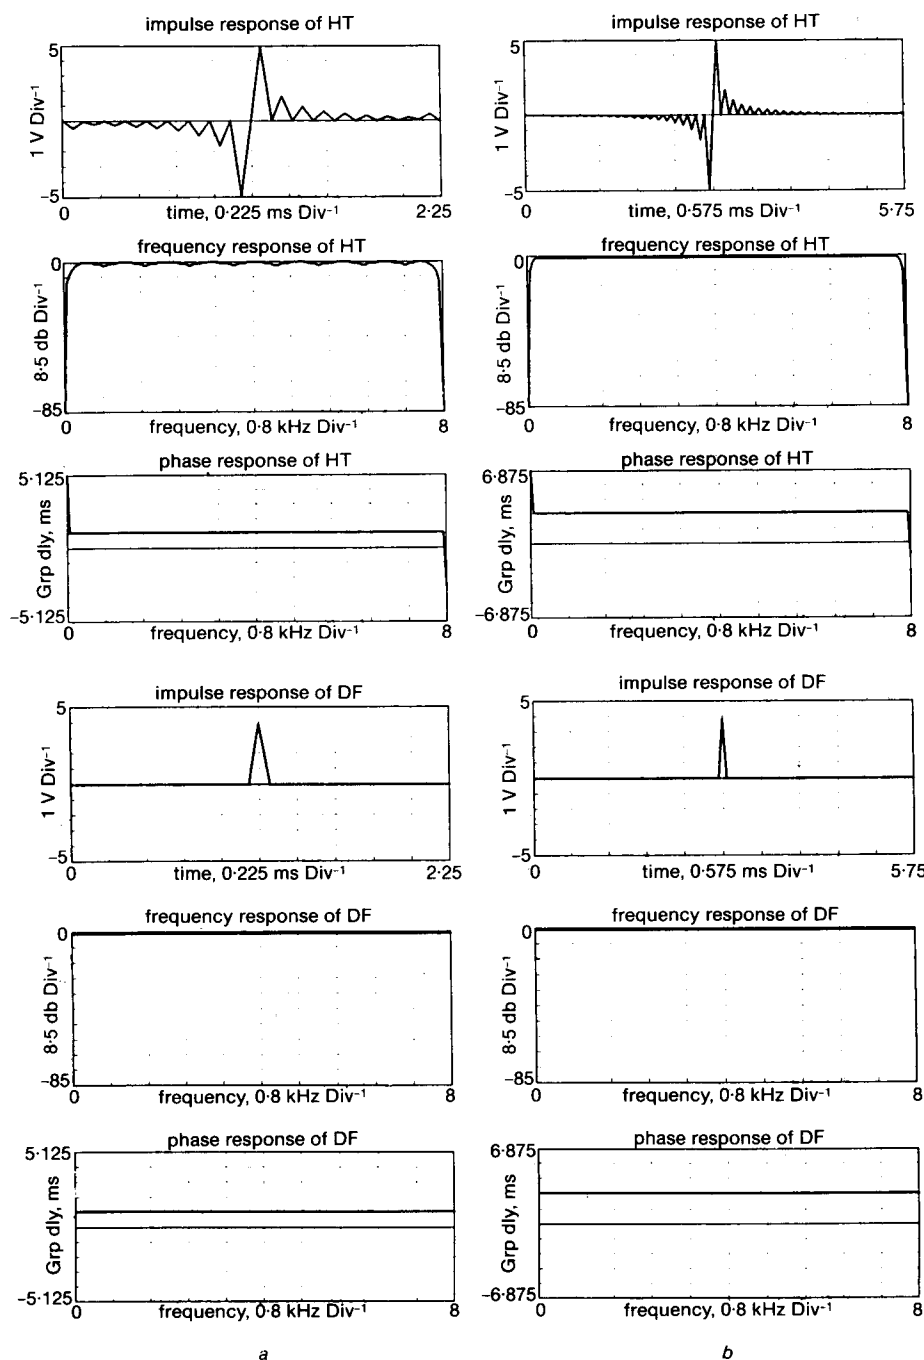 impulse response of HT
5
1 V Div⁻¹
-5
0
time, 0·225 ms Div⁻¹
2·25
frequency response of HT
0
8·5 db Div⁻¹
-85
0
frequency, 0·8 kHz Div⁻¹
8
phase response of HT
5·125
Grp dly, ms
-5·125
0
frequency, 0·8 kHz Div⁻¹
8
impulse response of DF
5
1 V Div⁻¹
-5
0
time, 0·225 ms Div⁻¹
2·25
frequency response of DF
0
8·5 db Div⁻¹
-85
0
frequency, 0·8 kHz Div⁻¹
8
phase response of DF
5·125
Grp dly, ms
-5·125
0
frequency, 0·8 kHz Div⁻¹
8
a
impulse response of HT
5
1 V Div⁻¹
-5
0
time, 0·575 ms Div⁻¹
5·75
frequency response of HT
0
8·5 db Div⁻¹
-85
0
frequency, 0·8 kHz Div⁻¹
8
phase response of HT
6·875
Grp dly, ms
-6·875
0
frequency, 0·8 kHz Div⁻¹
8
impulse response of DF
5
1 V Div⁻¹
-5
0
time, 0·575 ms Div⁻¹
5·75
frequency response of DF
0
8·5 db Div⁻¹
-85
0
frequency, 0·8 kHz Div⁻¹
8
phase response of DF
6·875
Grp dly, ms
-6·875
0
frequency, 0·8 kHz Div⁻¹
8
b